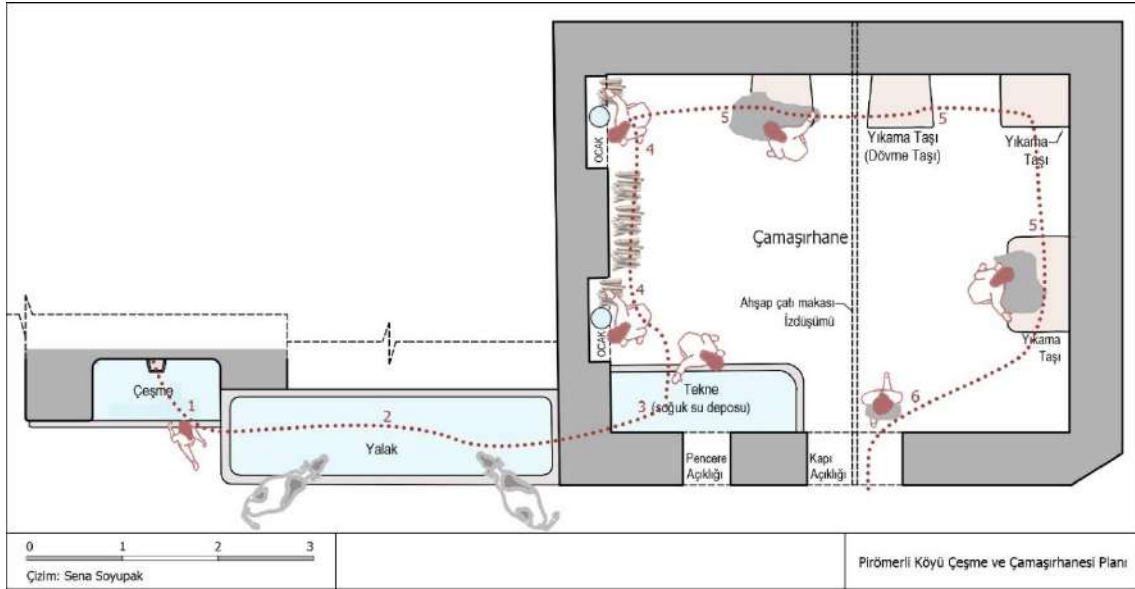 OCAK
4
5
5
Yıkama Taşı
(Dövme Taşı)
Yıkama
Taşı
Çamaşırhane
5
4
OCAK
Ahşap çatı makası
İzdüşümü
Yıkama
Taşı
Çeşme
1
2
Yalak
3
Tekne
(soğuk su deposu)
6
Pencere
Açıklığı
Kapı
Açıklığı
0 1 2 3
Çizim: Sena Soyupak
Pirömerli Köyü Çeşme ve Çamaşırhanesi Planı